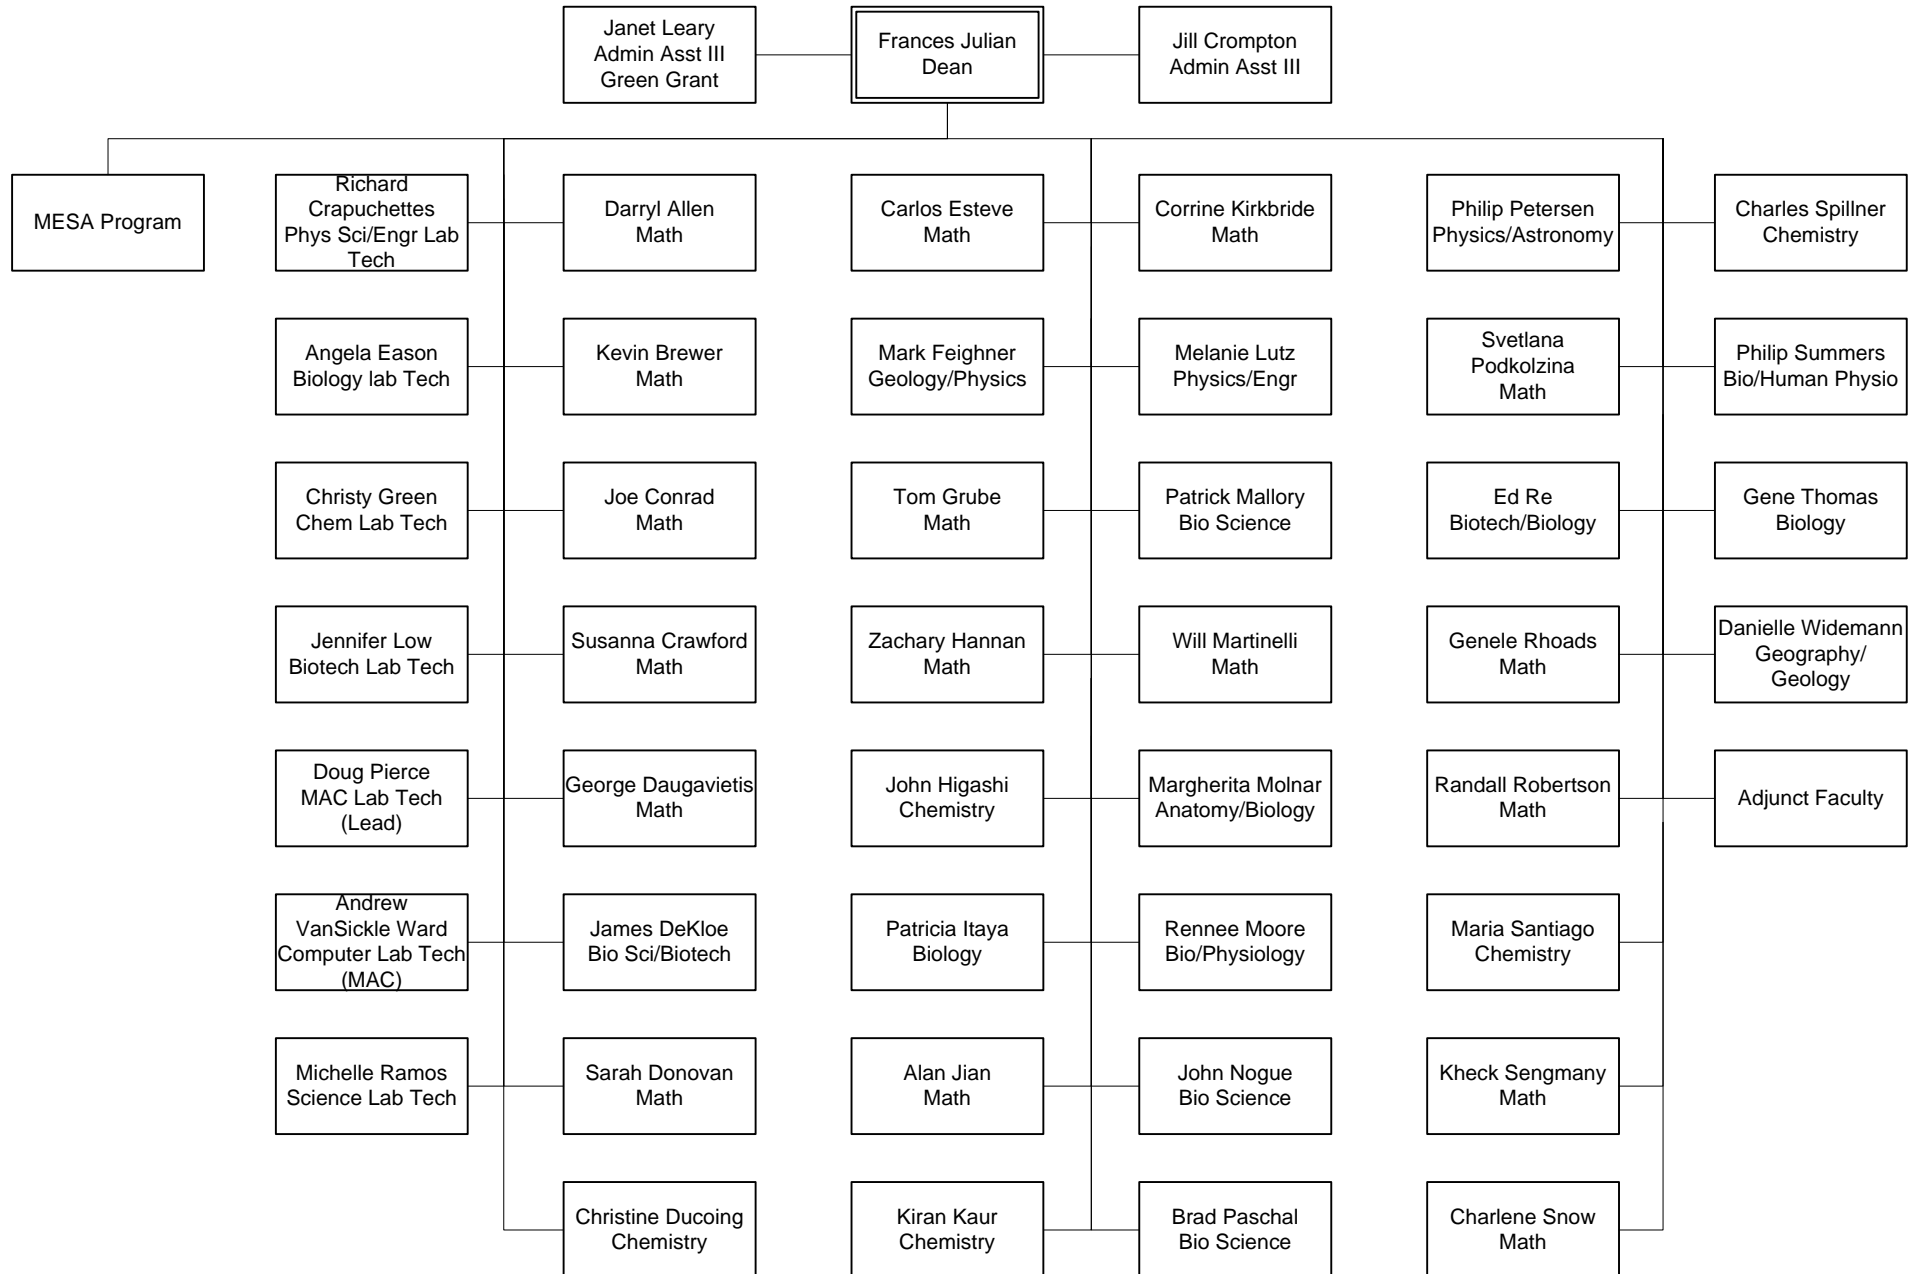 Janet Leary
Admin Asst III
Green Grant
Frances Julian
Dean
Jill Crompton
Admin Asst III
MESA Program
Richard
Crapuchettes
Phys Sci/Engr Lab
Tech
Darryl Allen
Math
Carlos Esteve
Math
Corrine Kirkbride
Math
Philip Petersen
Physics/Astronomy
Charles Spillner
Chemistry
Angela Eason
Biology lab Tech
Kevin Brewer
Math
Mark Feighner
Geology/Physics
Melanie Lutz
Physics/Engr
Svetlana
Podkolzina
Math
Philip Summers
Bio/Human Physio
Christy Green
Chem Lab Tech
Joe Conrad
Math
Tom Grube
Math
Patrick Mallory
Bio Science
Ed Re
Biotech/Biology
Gene Thomas
Biology
Jennifer Low
Biotech Lab Tech
Susanna Crawford
Math
Zachary Hannan
Math
Will Martinelli
Math
Genele Rhoads
Math
Danielle Widemann
Geography/
Geology
Doug Pierce
MAC Lab Tech
(Lead)
George Daugavietis
Math
John Higashi
Chemistry
Margherita Molnar
Anatomy/Biology
Randall Robertson
Math
Adjunct Faculty
Andrew
VanSickle Ward
Computer Lab Tech
(MAC)
James DeKloe
Bio Sci/Biotech
Patricia Itaya
Biology
Rennee Moore
Bio/Physiology
Maria Santiago
Chemistry
Michelle Ramos
Science Lab Tech
Sarah Donovan
Math
Alan Jian
Math
John Nogue
Bio Science
Kheck Sengmany
Math
Christine Ducoing
Chemistry
Kiran Kaur
Chemistry
Brad Paschal
Bio Science
Charlene Snow
Math